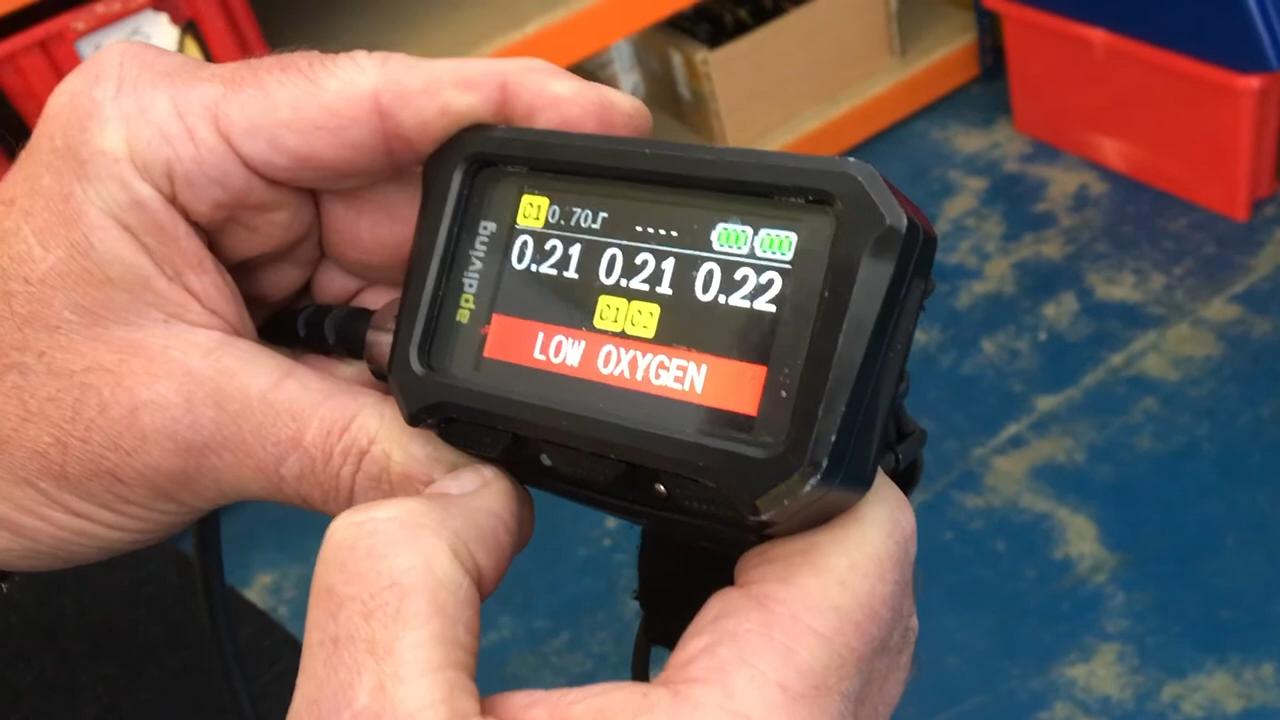 apdiving
C1 0.70
0.21 0.21 0.22
C1 C2
LOW OXYGEN